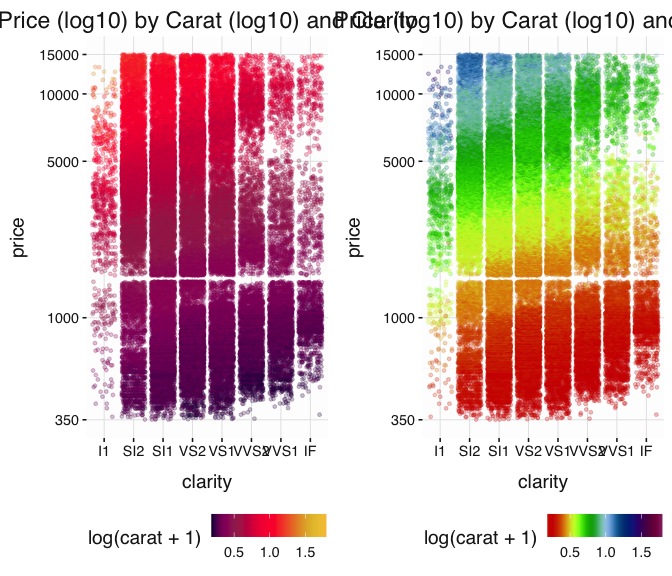 Price (log10) by Carat (log10) and Clarity
Price (log10) by Carat (log10) and
15000
10000
5000
1000
350
price
I1 SI2 SI1 VS2 VS1 VVS2 VVS1 IF
clarity
log(carat + 1)
0.5 1.0 1.5
15000
10000
5000
1000
350
price
I1 SI2 SI1 VS2 VS1 VVS2 VVS1 IF
clarity
log(carat + 1)
0.5 1.0 1.5